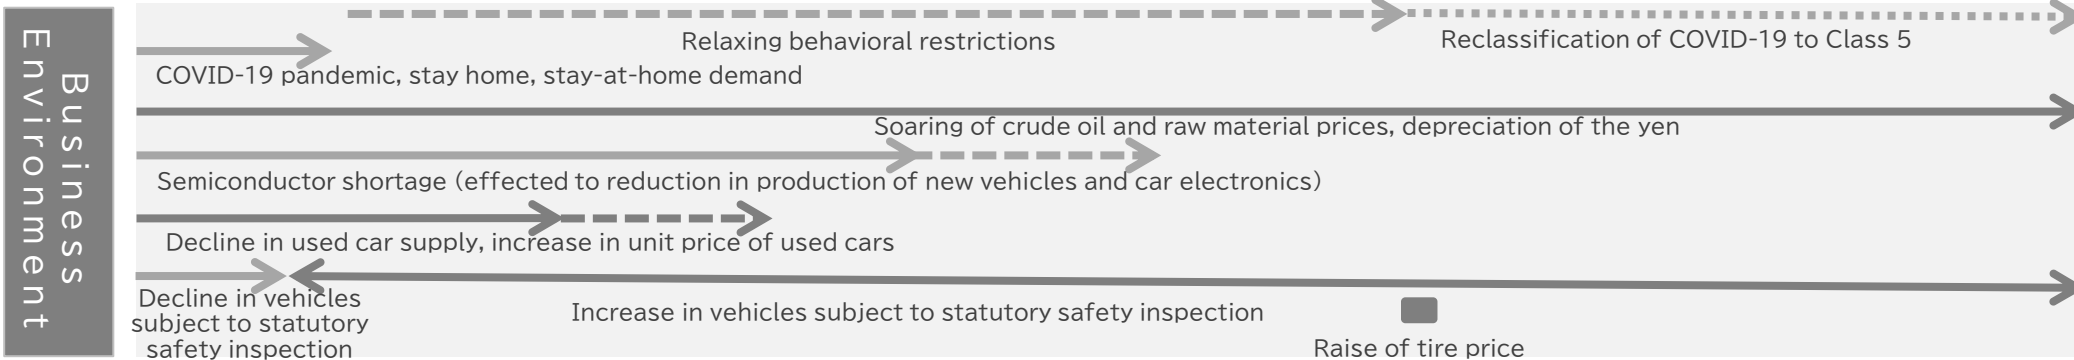 Business
Environment
Relaxing behavioral restrictions
Reclassification of COVID-19 to Class 5
COVID-19 pandemic, stay home, stay-at-home demand
Soaring of crude oil and raw material prices, depreciation of the yen
Semiconductor shortage (effected to reduction in production of new vehicles and car electronics)
Decline in used car supply, increase in unit price of used cars
Decline in vehicles
subject to statutory
safety inspection
Increase in vehicles subject to statutory safety inspection
Raise of tire price